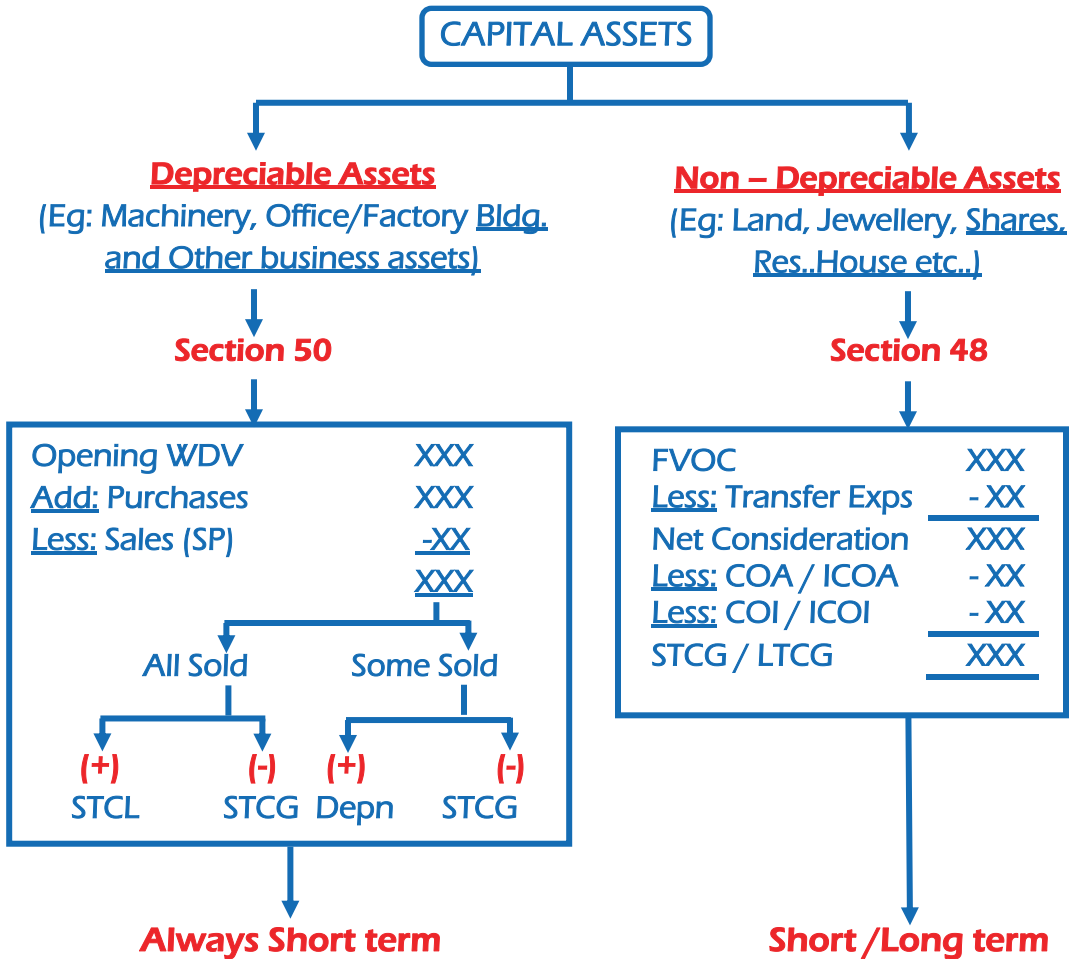 CAPITAL ASSETS
Depreciable Assets
(Eg: Machinery, Office/Factory Bldg.
and Other business assets)
Section 50
Opening WDV XXX
Add: Purchases XXX
Less: Sales (SP) -XX
XXX
All Sold Some Sold
(+) (-) (+) (-)
STCL STCG Depn STCG
Always Short term
Non – Depreciable Assets
(Eg: Land, Jewellery, Shares,
Res..House etc..)
Section 48
FVOC XXX
Less: Transfer Exps - XX
Net Consideration XXX
Less: COA / ICOA - XX
Less: COI / ICOI - XX
STCG / LTCG XXX
Short /Long term